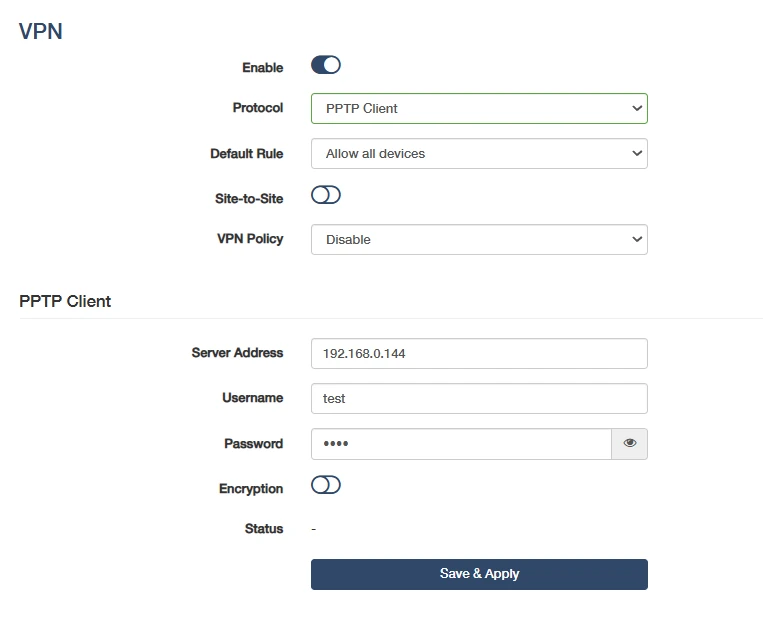 VPN
Enable
Protocol PPTP Client
Default Rule Allow all devices
Site-to-Site
VPN Policy Disable
PPTP Client
Server Address 192.168.0.144
Username test
Password ••••
Encryption
Status -
Save & Apply